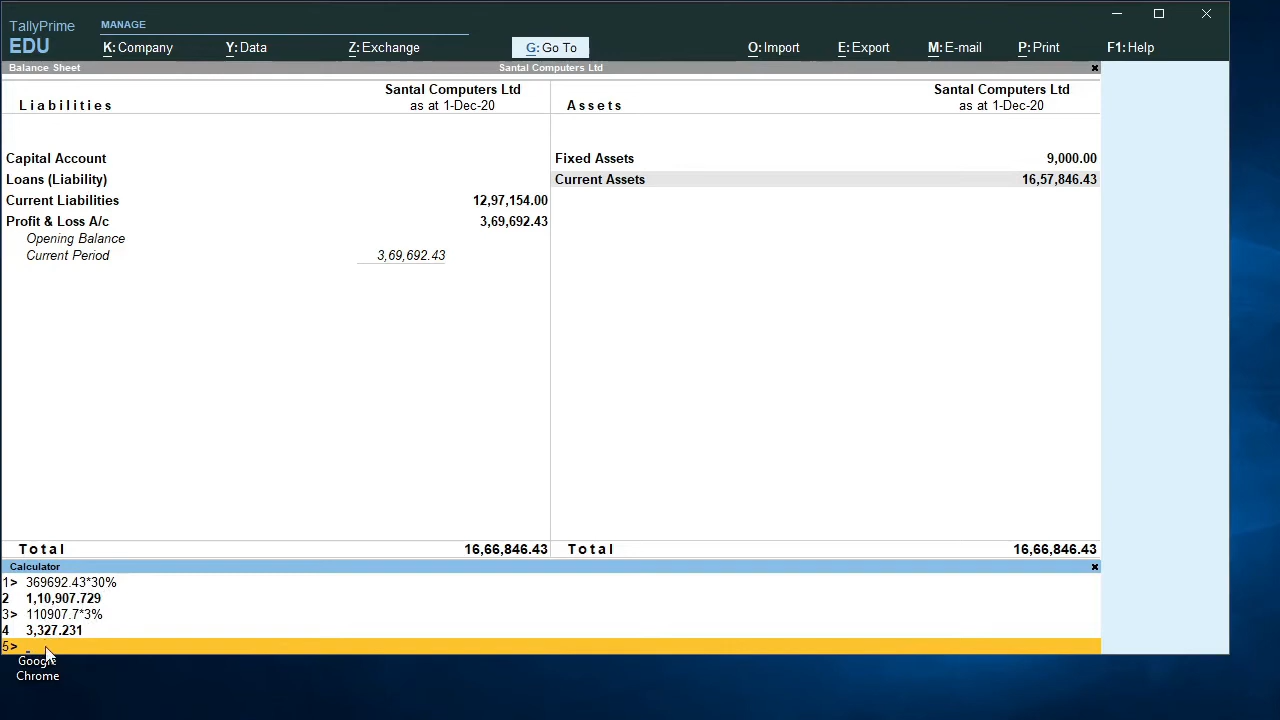 TallyPrime
EDU
MANAGE
K: Company Y: Data Z: Exchange G: Go To O: Import E: Export M: E-mail P: Print F1: Help
Balance Sheet Santal Computers Ltd
Liabilities Santal Computers Ltd Assets Santal Computers Ltd
as at 1-Dec-20 as at 1-Dec-20
Capital Account Fixed Assets 9,000.00
Loans (Liability) Current Assets 16,57,846.43
Current Liabilities 12,97,154.00
Profit & Loss A/c 3,69,692.43
Opening Balance
Current Period 3,69,692.43
Total 16,66,846.43 Total 16,66,846.43
Calculator
1> 369692.43*30%
2 1,10,907.729
3> 110907.7*3%
4 3,327.231
5> _
Google
Chrome